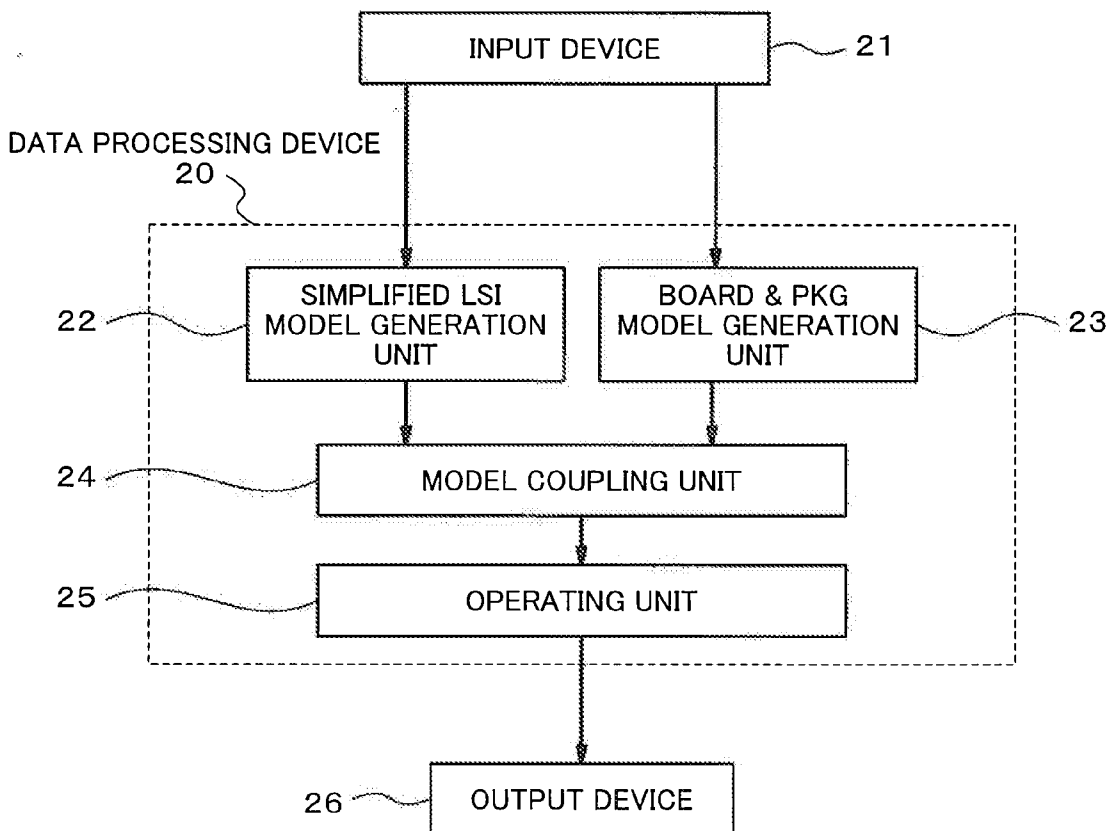 INPUT DEVICE
21
DATA PROCESSING DEVICE
20
SIMPLIFIED LSI
MODEL GENERATION
UNIT
22
BOARD & PKG
MODEL GENERATION
UNIT
23
MODEL COUPLING UNIT
24
OPERATING UNIT
25
OUTPUT DEVICE
26